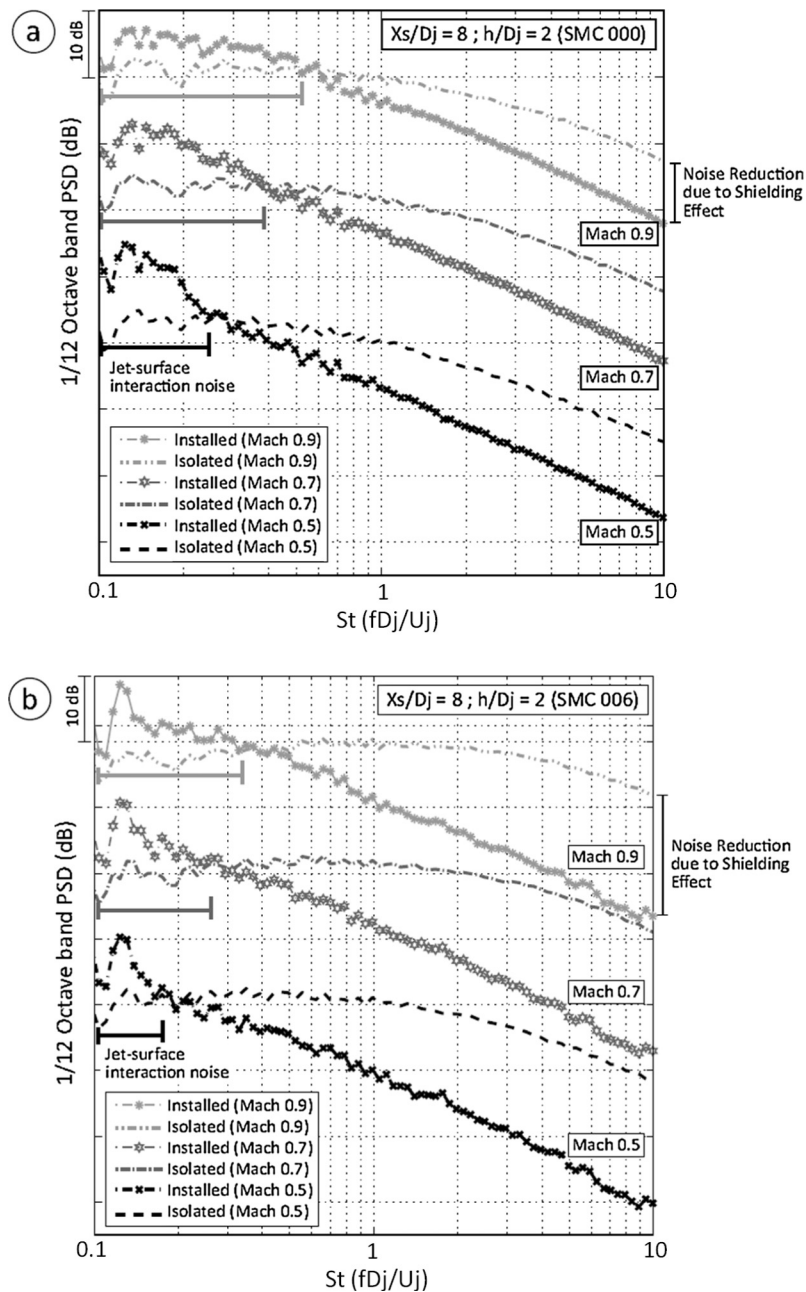 a
10 dB
Xs/Dj = 8 ; h/Dj = 2 (SMC 000)
Noise Reduction
due to Shielding
Effect
Mach 0.9
Mach 0.7
Mach 0.5
Jet-surface
interaction noise
Installed (Mach 0.9)
Isolated (Mach 0.9)
Installed (Mach 0.7)
Isolated (Mach 0.7)
Installed (Mach 0.5)
Isolated (Mach 0.5)
1/12 Octave band PSD (dB)
0.1 1 10
St (fDj/Uj)
b
10 dB
Xs/Dj = 8 ; h/Dj = 2 (SMC 006)
Noise Reduction
due to Shielding
Effect
Mach 0.9
Mach 0.7
Mach 0.5
Jet-surface
interaction noise
Installed (Mach 0.9)
Isolated (Mach 0.9)
Installed (Mach 0.7)
Isolated (Mach 0.7)
Installed (Mach 0.5)
Isolated (Mach 0.5)
1/12 Octave band PSD (dB)
0.1 1 10
St (fDj/Uj)